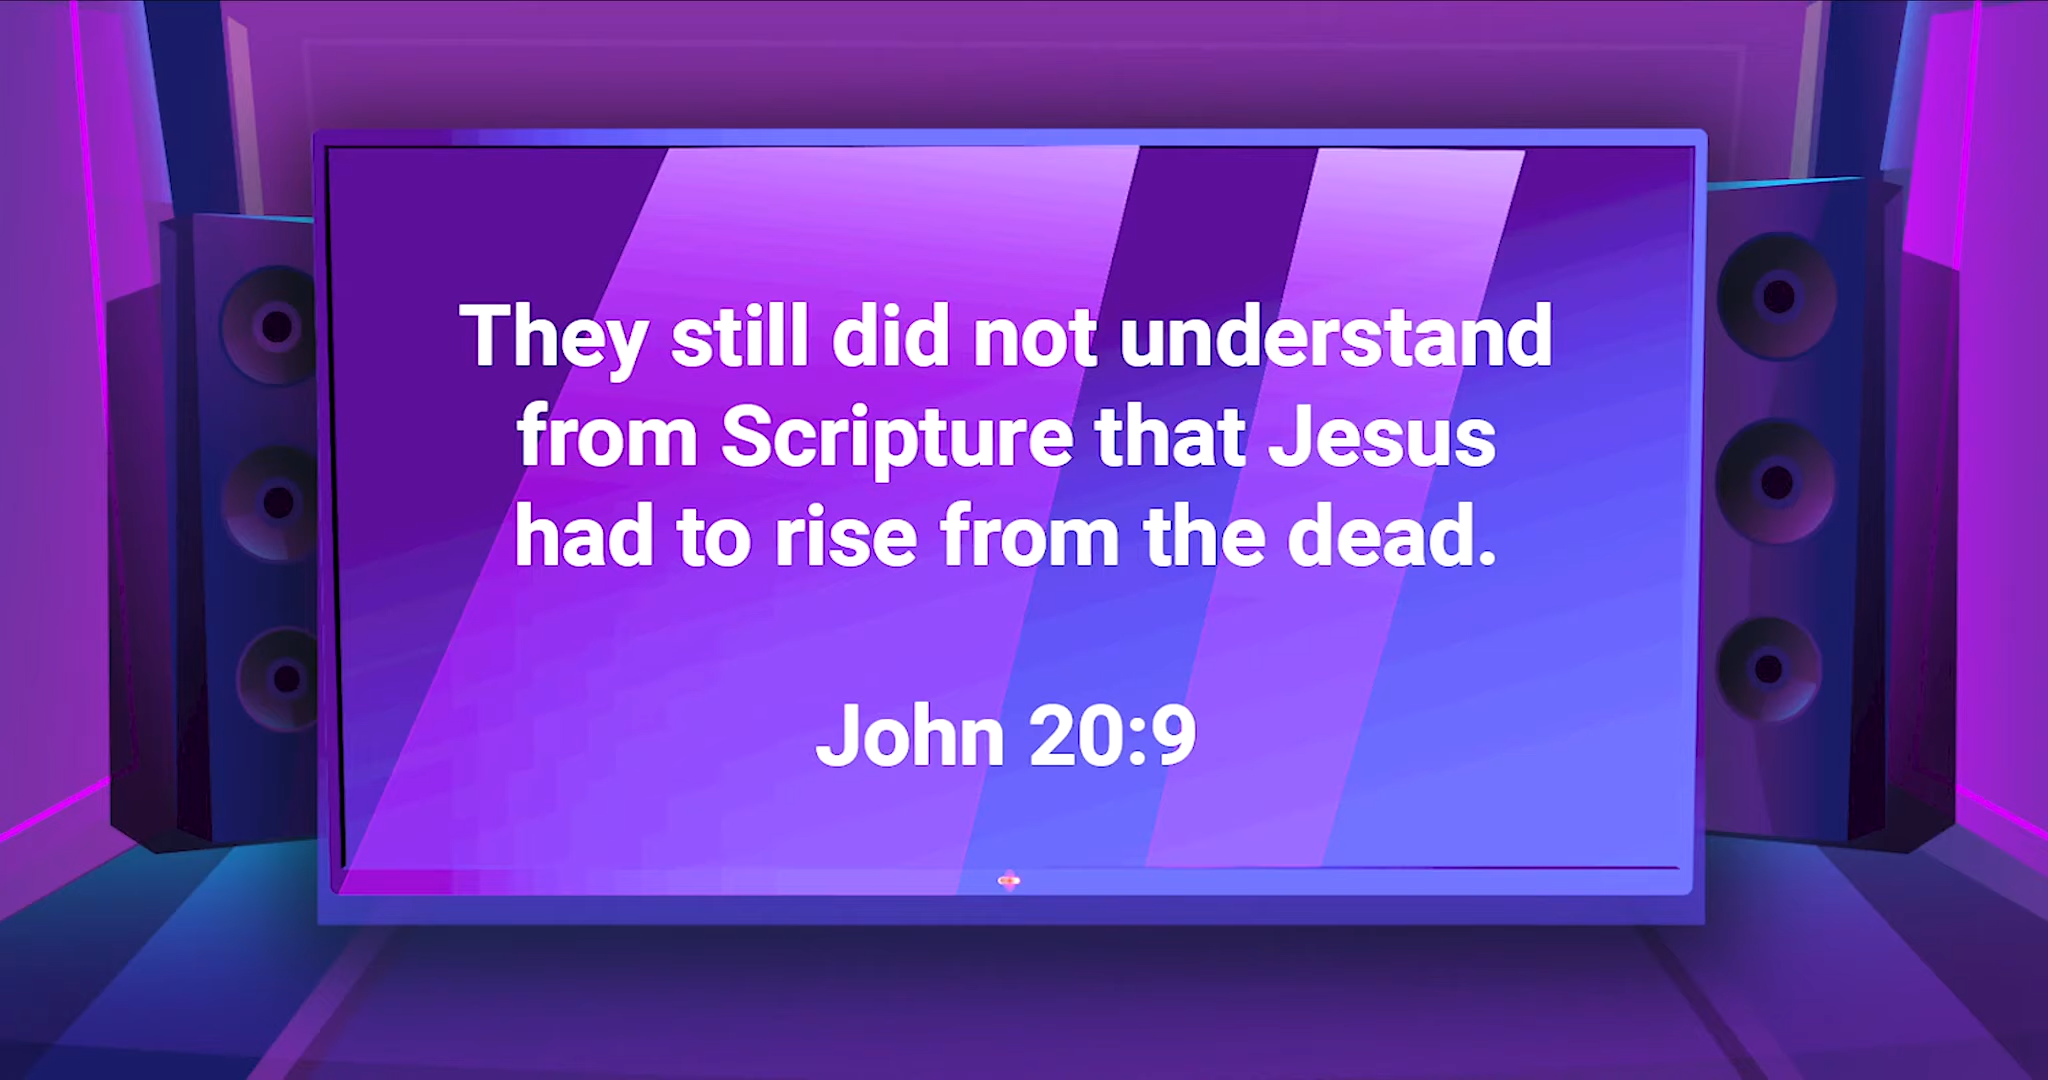 They still did not understand
from Scripture that Jesus
had to rise from the dead.
John 20:9